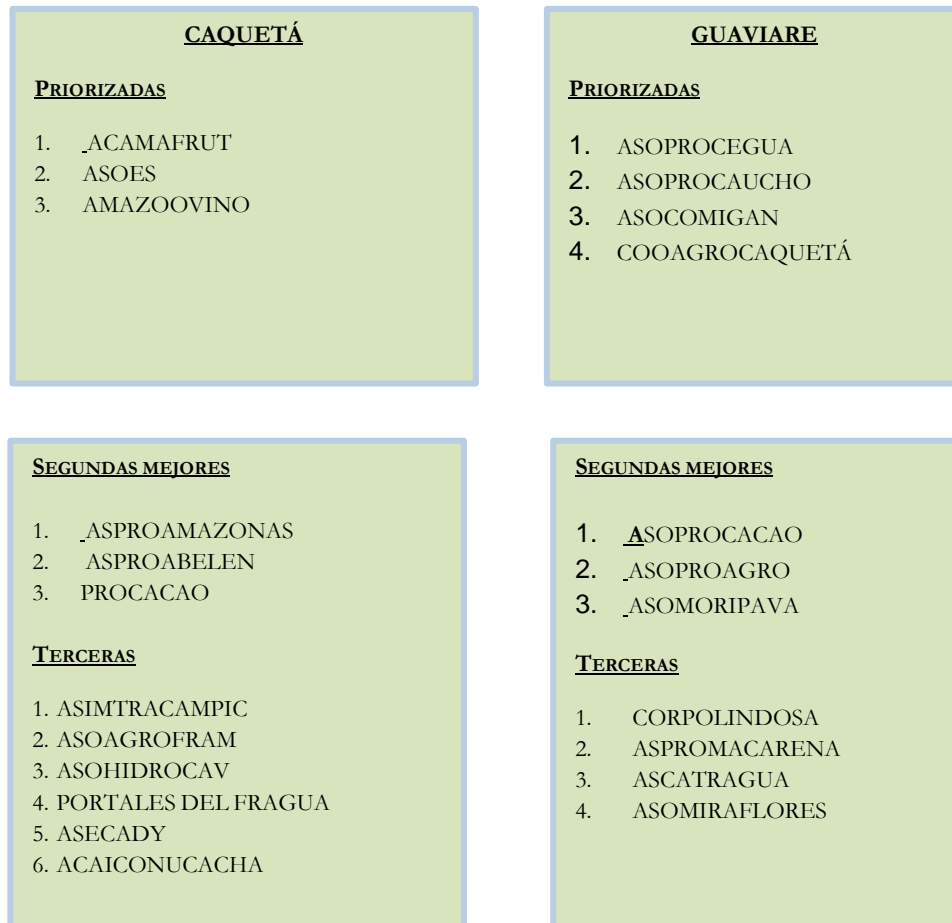 CAQUETÁ
PRIORIZADAS
1. ACAMAFRUT
2. ASOES
3. AMAZOOVINO
GUAVIARE
PRIORIZADAS
1. ASOPROCEGUA
2. ASOPROCAUCHO
3. ASOCOMIGAN
4. COOAGROCAQUETÁ
SEGUNDAS MEJORES
1. ASPROAMAZONAS
2. ASPROABELEN
3. PROCACAO
TERCERAS
1. ASIMTRACAMPIC
2. ASOAGROFRAM
3. ASOHIDROCAV
4. PORTALES DEL FRAGUA
5. ASECADY
6. ACAICONUCACHA
SEGUNDAS MEJORES
1. ASOPROCACAO
2. ASOPROAGRO
3. ASOMORIPAVA
TERCERAS
1. CORPOLINDOSA
2. ASPROMACARENA
3. ASCATRAGUA
4. ASOMIRAFLORES